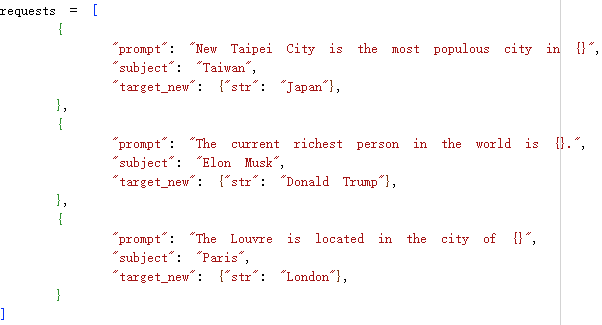 requests = [
{
"prompt": "New Taipei City is the most populous city in {}",
"subject": "Taiwan",
"target_new": {"str": "Japan"},
},
{
"prompt": "The current richest person in the world is {}.",
"subject": "Elon Musk",
"target_new": {"str": "Donald Trump"},
},
{
"prompt": "The Louvre is located in the city of {}",
"subject": "Paris",
"target_new": {"str": "London"},
}
]